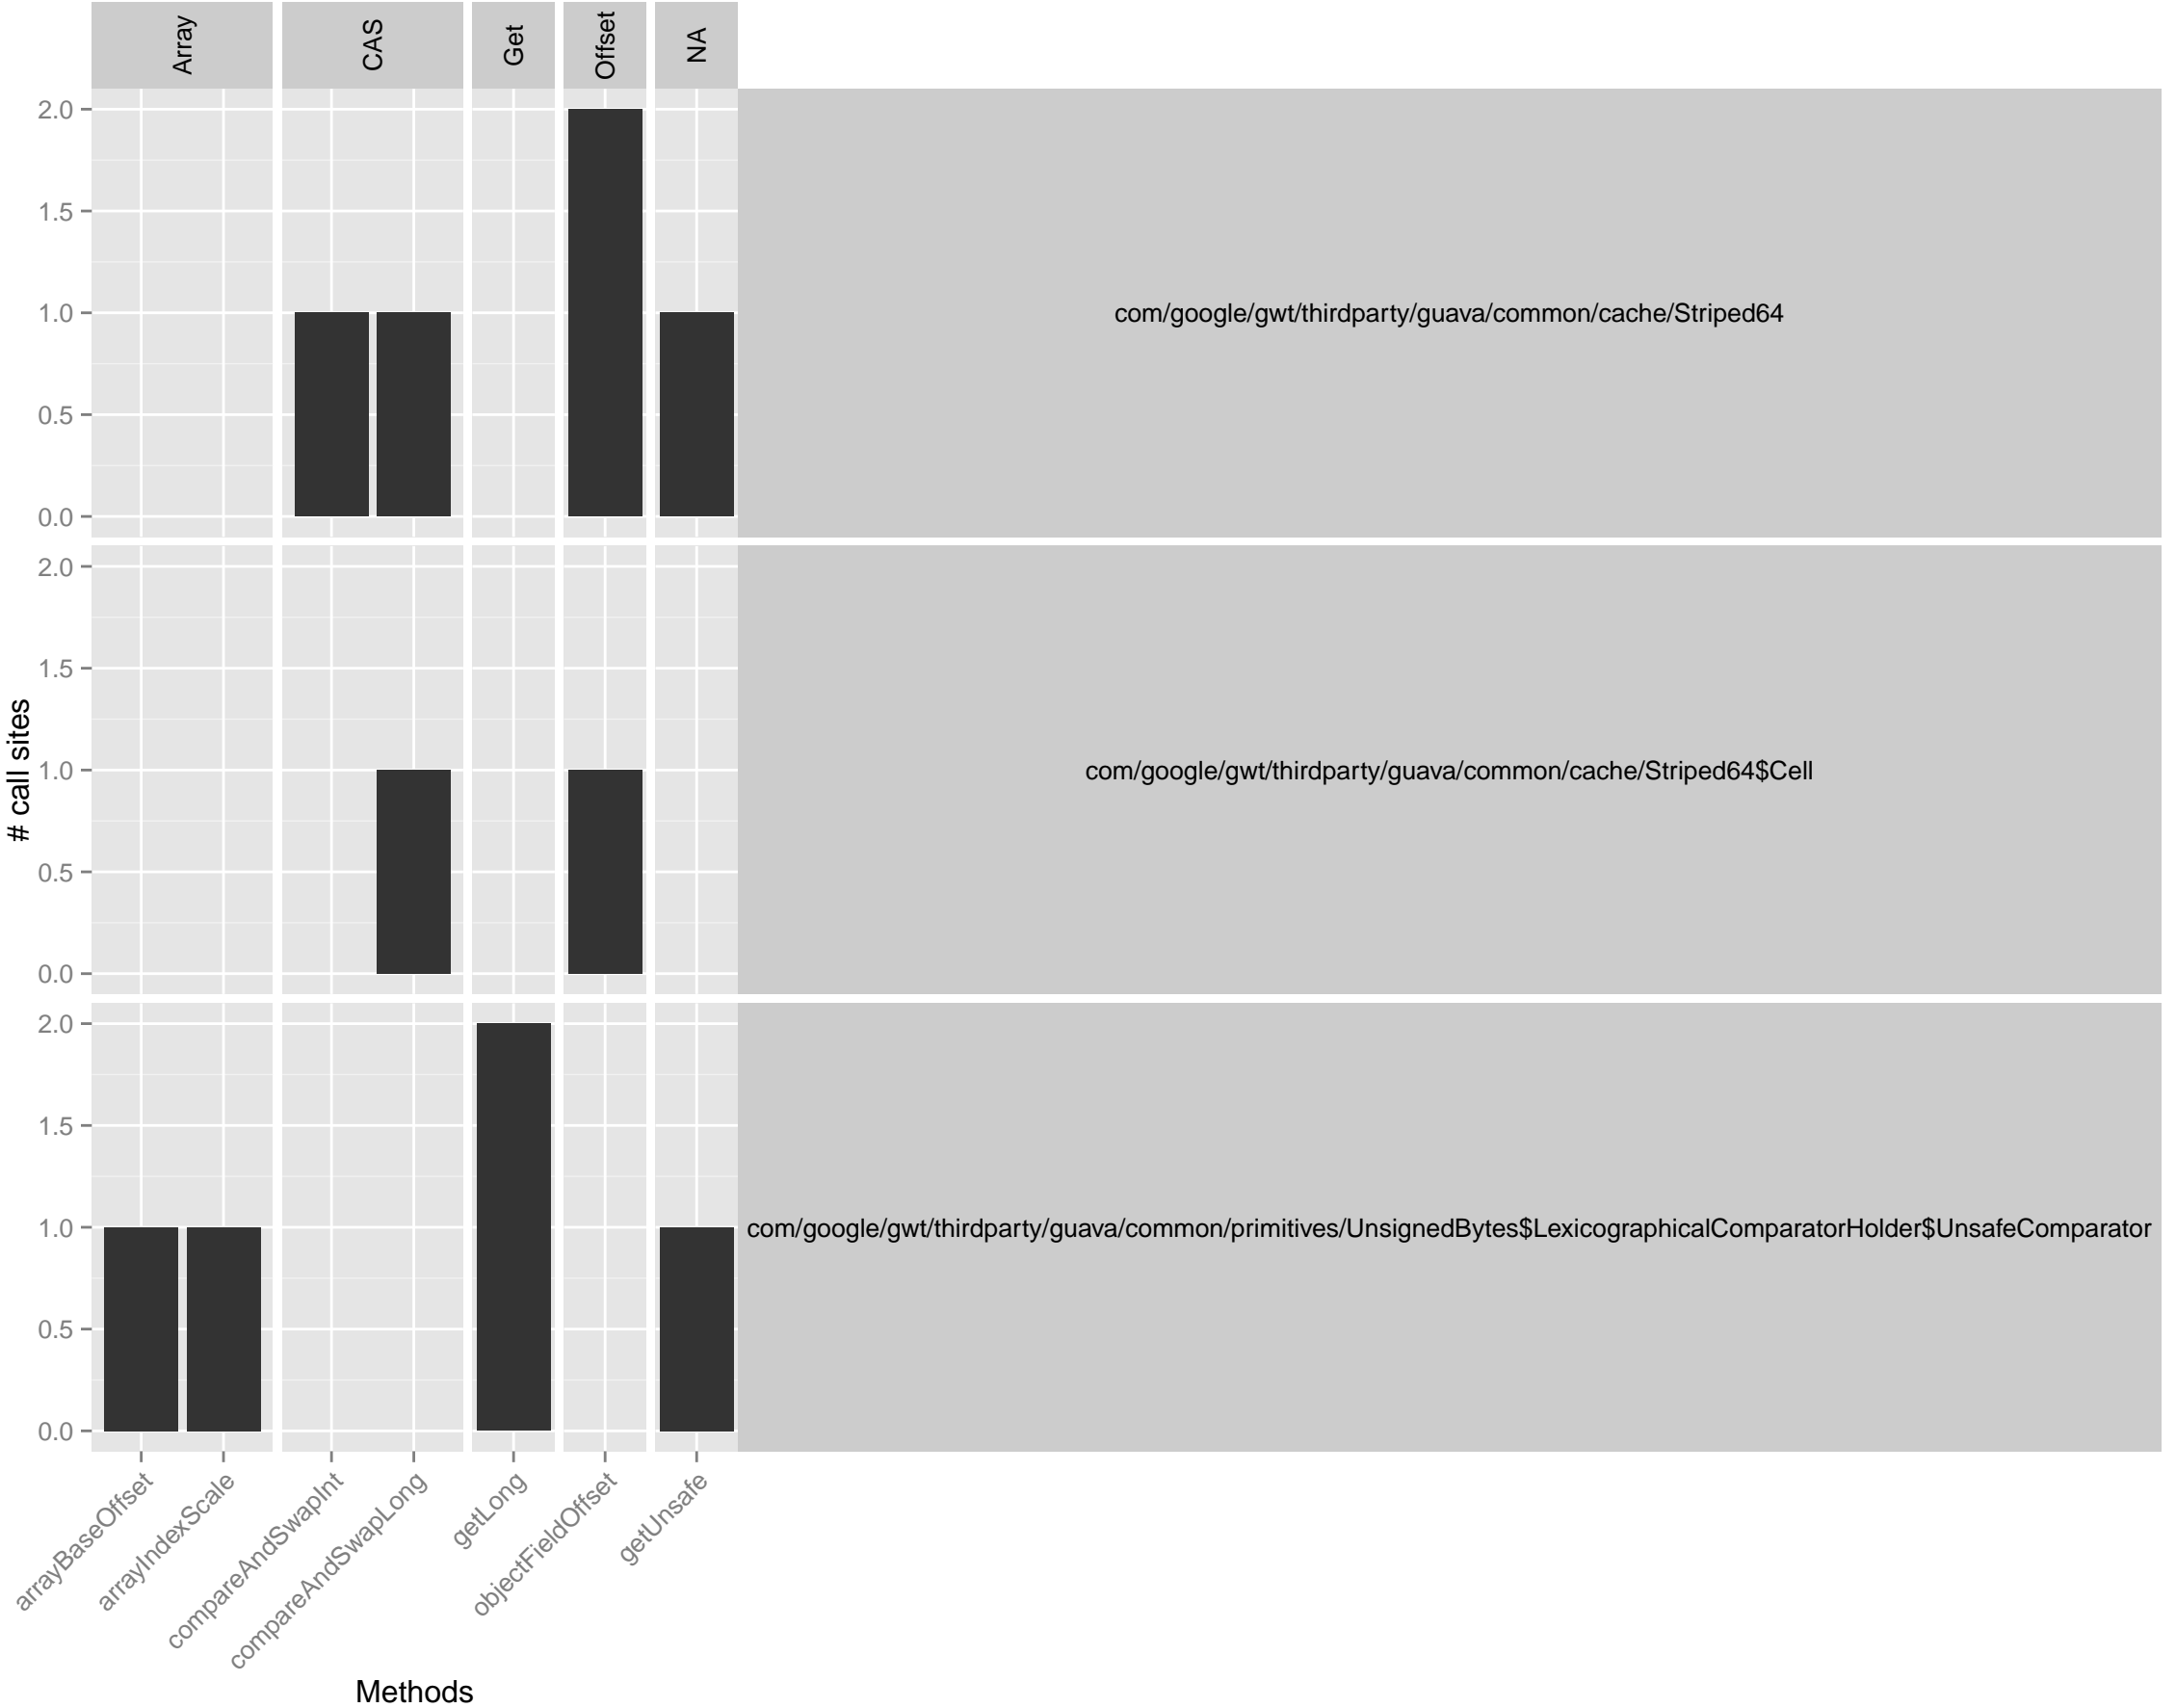 Array
CAS
Get
Offset
NA
2.0
1.5
1.0
0.5
0.0
com/google/gwt/thirdparty/guava/common/cache/Striped64
2.0
1.5
1.0
0.5
0.0
com/google/gwt/thirdparty/guava/common/cache/Striped64$Cell
2.0
1.5
1.0
0.5
0.0
com/google/gwt/thirdparty/guava/common/primitives/UnsignedBytes$LexicographicalComparatorHolder$UnsafeComparator
# call sites
arrayBaseOffset
arrayIndexScale
compareAndSwapInt
compareAndSwapLong
getLong
objectFieldOffset
getUnsafe
Methods